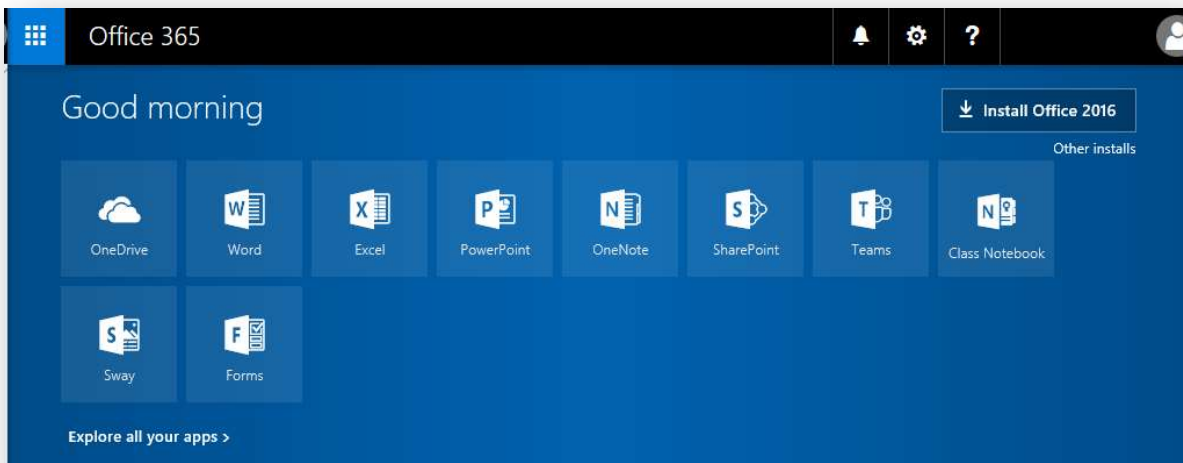 Office 365
?
Good morning
Install Office 2016
Other installs
OneDrive
Word
Excel
PowerPoint
OneNote
SharePoint
Teams
Class Notebook
Sway
Forms
Explore all your apps >